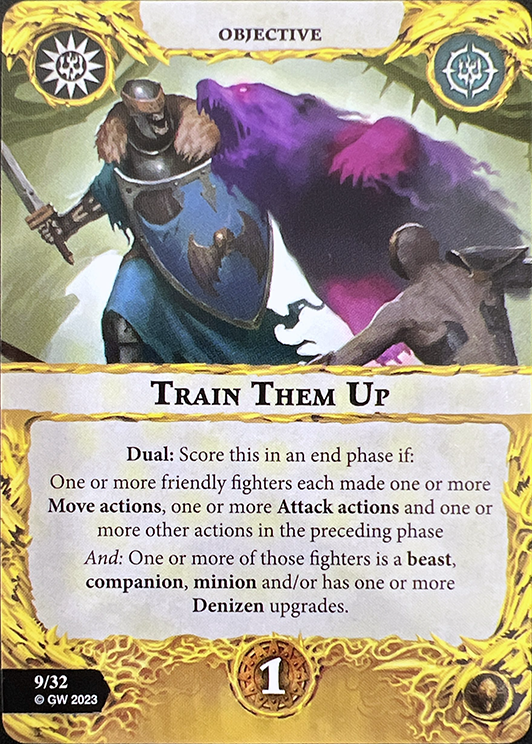 OBJECTIVE
TRAIN THEM UP
Dual: Score this in an end phase if:
One or more friendly fighters each made one or more
Move actions, one or more Attack actions and one or
more other actions in the preceding phase
And: One or more of those fighters is a beast,
companion, minion and/or has one or more
Denizen upgrades.
1
9/32
© GW 2023